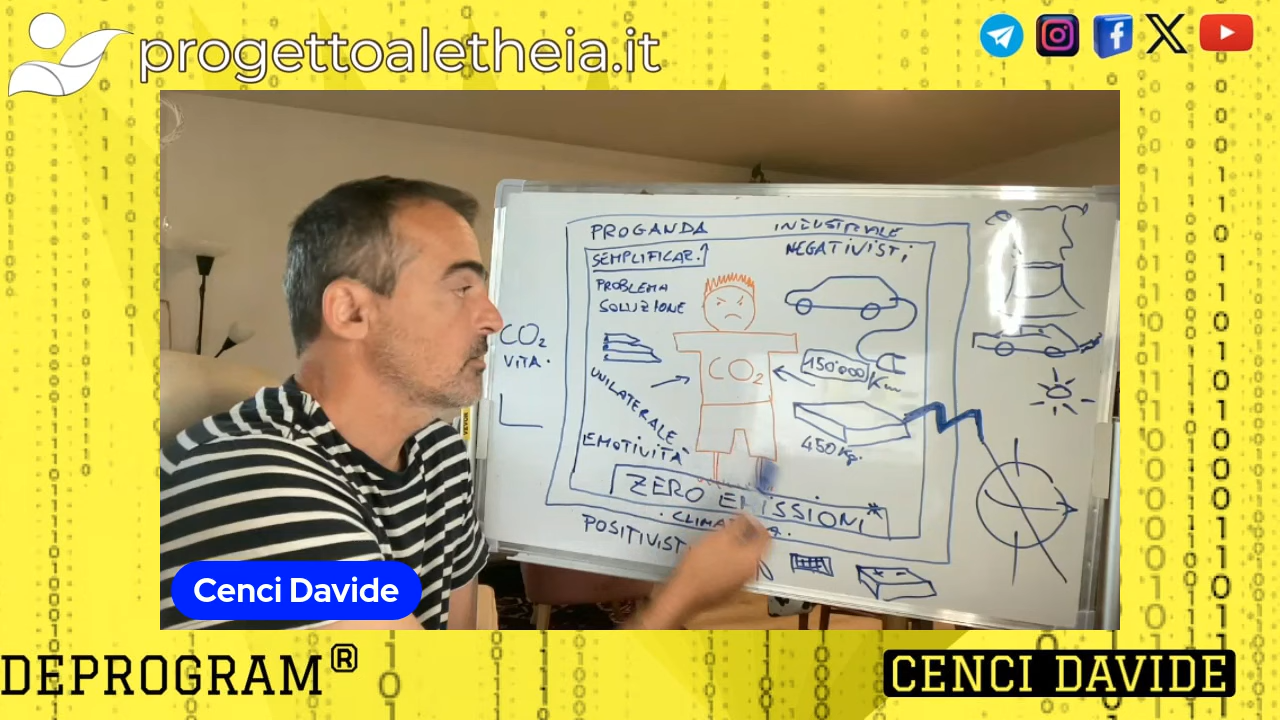 progettoaletheia.it
PROGANDA INDUSTRIALE
SEMPLIFICAR.
NEGATIVISTI
PROBLEMA
SOLUZIONE
CO₂
VITA.
CO₂
150.000
Km
UNILATERALE
EMOTIVITÀ
450 Kg.
ZERO EMISSIONI*
POSITIVIST
Cenci Davide
DEPROGRAM®
CENCI DAVIDE